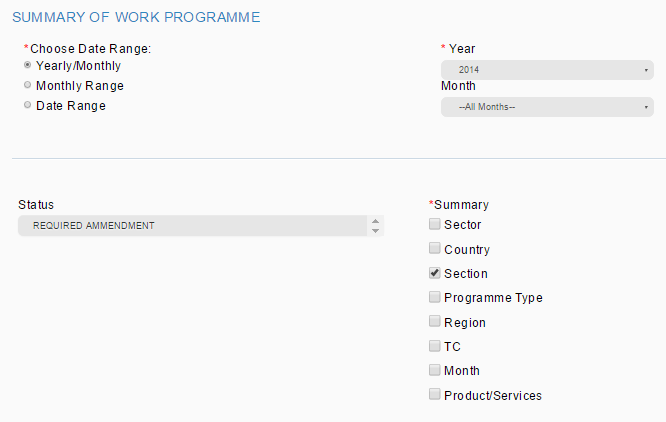 SUMMARY OF WORK PROGRAMME
*Choose Date Range:
Yearly/Monthly
Monthly Range
Date Range
* Year
2014
Month
--All Months--
Status
REQUIRED AMMENDMENT
*Summary
Sector
Country
Section
Programme Type
Region
TC
Month
Product/Services